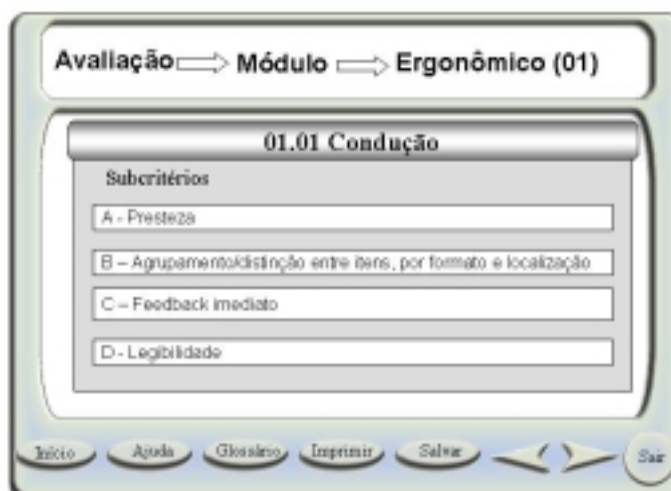 Avaliação Módulo Ergonômico (01)
01.01 Condução
Subcritérios
A - Presteza
B – Agrupamento/distinção entre itens, por formato e localização
C – Feedback imediato
D - Legibilidade
Início Ajuda Glossário Imprimir Salvar Sair